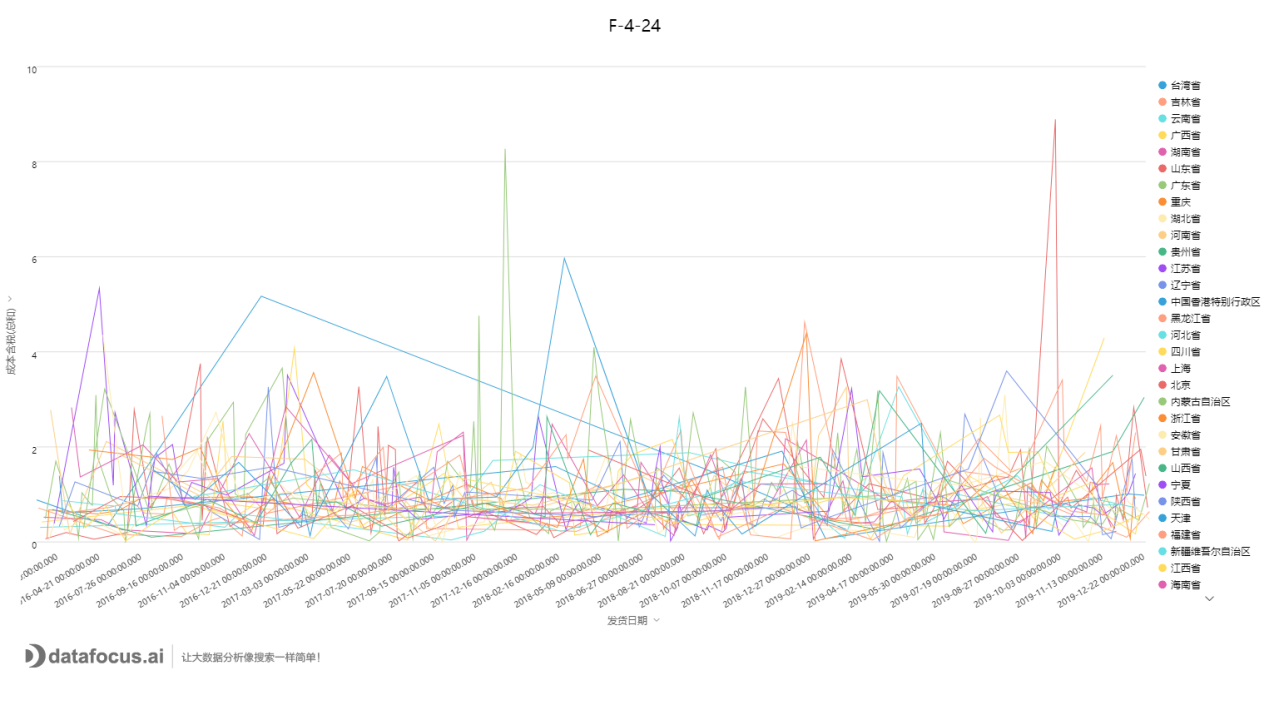 F-4-24
10
8
6
4
2
0
成本含税(总和)
2016-04-21 00:00:00.000
2016-07-26 00:00:00.000
2016-09-16 00:00:00.000
2016-11-04 00:00:00.000
2016-12-21 00:00:00.000
2017-03-03 00:00:00.000
2017-05-22 00:00:00.000
2017-07-20 00:00:00.000
2017-09-15 00:00:00.000
2017-11-05 00:00:00.000
2017-12-16 00:00:00.000
2018-02-16 00:00:00.000
2018-05-09 00:00:00.000
2018-06-27 00:00:00.000
2018-08-21 00:00:00.000
2018-10-07 00:00:00.000
2018-11-17 00:00:00.000
2018-12-27 00:00:00.000
2019-02-14 00:00:00.000
2019-04-17 00:00:00.000
2019-05-30 00:00:00.000
2019-07-19 00:00:00.000
2019-08-27 00:00:00.000
2019-10-03 00:00:00.000
2019-11-13 00:00:00.000
2019-12-22 00:00:00.000
发货日期
台湾省
吉林省
云南省
广西省
湖南省
山东省
广东省
重庆
湖北省
河南省
贵州省
江苏省
辽宁省
中国香港特别行政区
黑龙江省
河北省
四川省
上海
北京
内蒙古自治区
浙江省
安徽省
甘肃省
山西省
宁夏
陕西省
天津
福建省
新疆维吾尔自治区
江西省
海南省
datafocus.ai
让大数据分析像搜索一样简单！